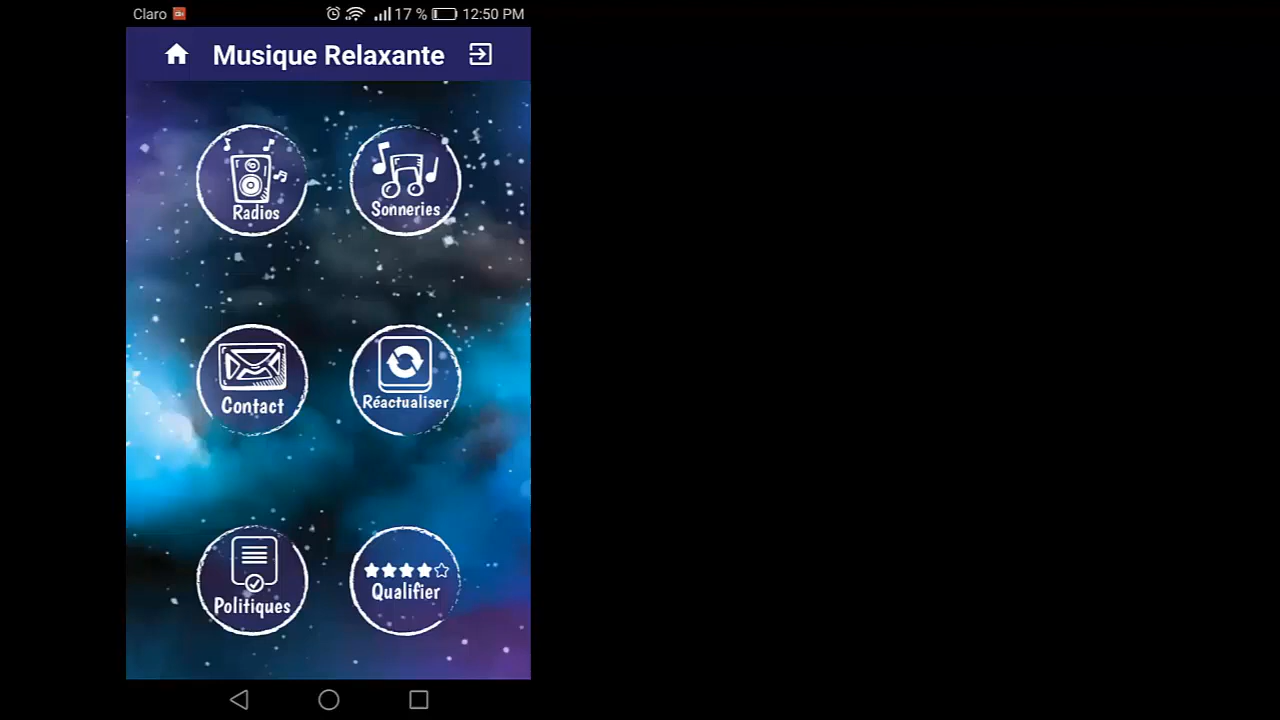 Claro 17 % 12:50 PM
Musique Relaxante
Radios Sonneries
Contact Réactualiser
Politiques Qualifier